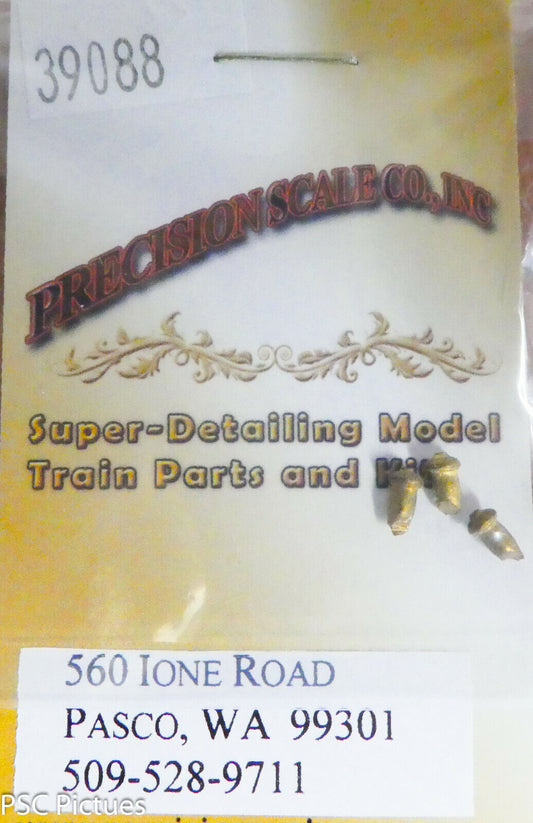 39088
PRECISION SCALE CO., INC
Super-Detailing Model
Train Parts and
560 IONE ROAD
PASCO, WA 99301
509-528-9711
PSC Pictues